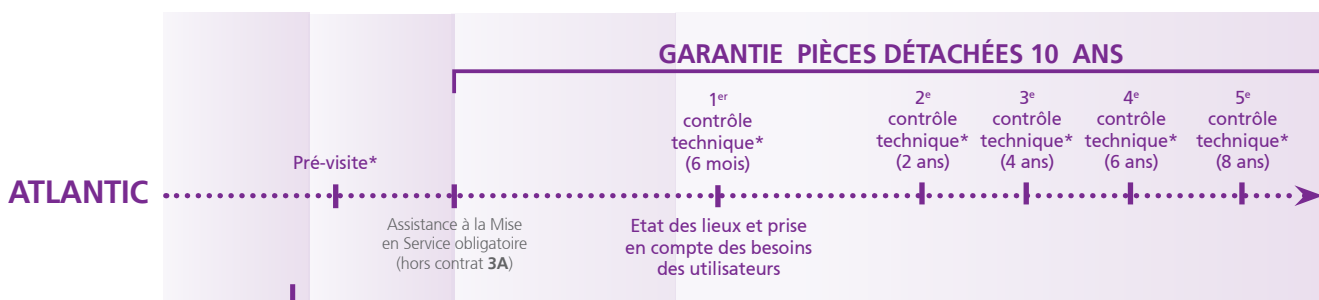 GARANTIE PIÈCES DÉTACHÉES 10 ANS
1er
contrôle
technique*
(6 mois)
2e
contrôle
technique*
(2 ans)
3e
contrôle
technique*
(4 ans)
4e
contrôle
technique*
(6 ans)
5e
contrôle
technique*
(8 ans)
Pré-visite*
ATLANTIC
Assistance à la Mise
en Service obligatoire
(hors contrat 3A)
Etat des lieux et prise
en compte des besoins
des utilisateurs